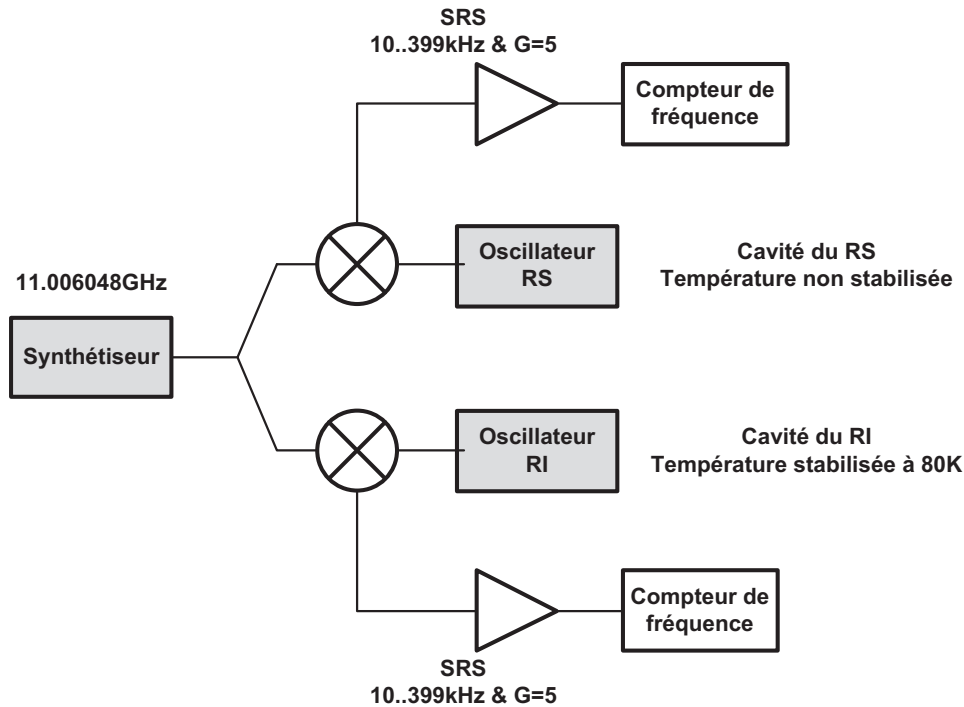 SRS
10..399kHz & G=5
Compteur de
fréquence
Oscillateur
RS
Cavité du RS
Température non stabilisée
11.006048GHz
Synthétiseur
Oscillateur
RI
Cavité du RI
Température stabilisée à 80K
Compteur de
fréquence
SRS
10..399kHz & G=5